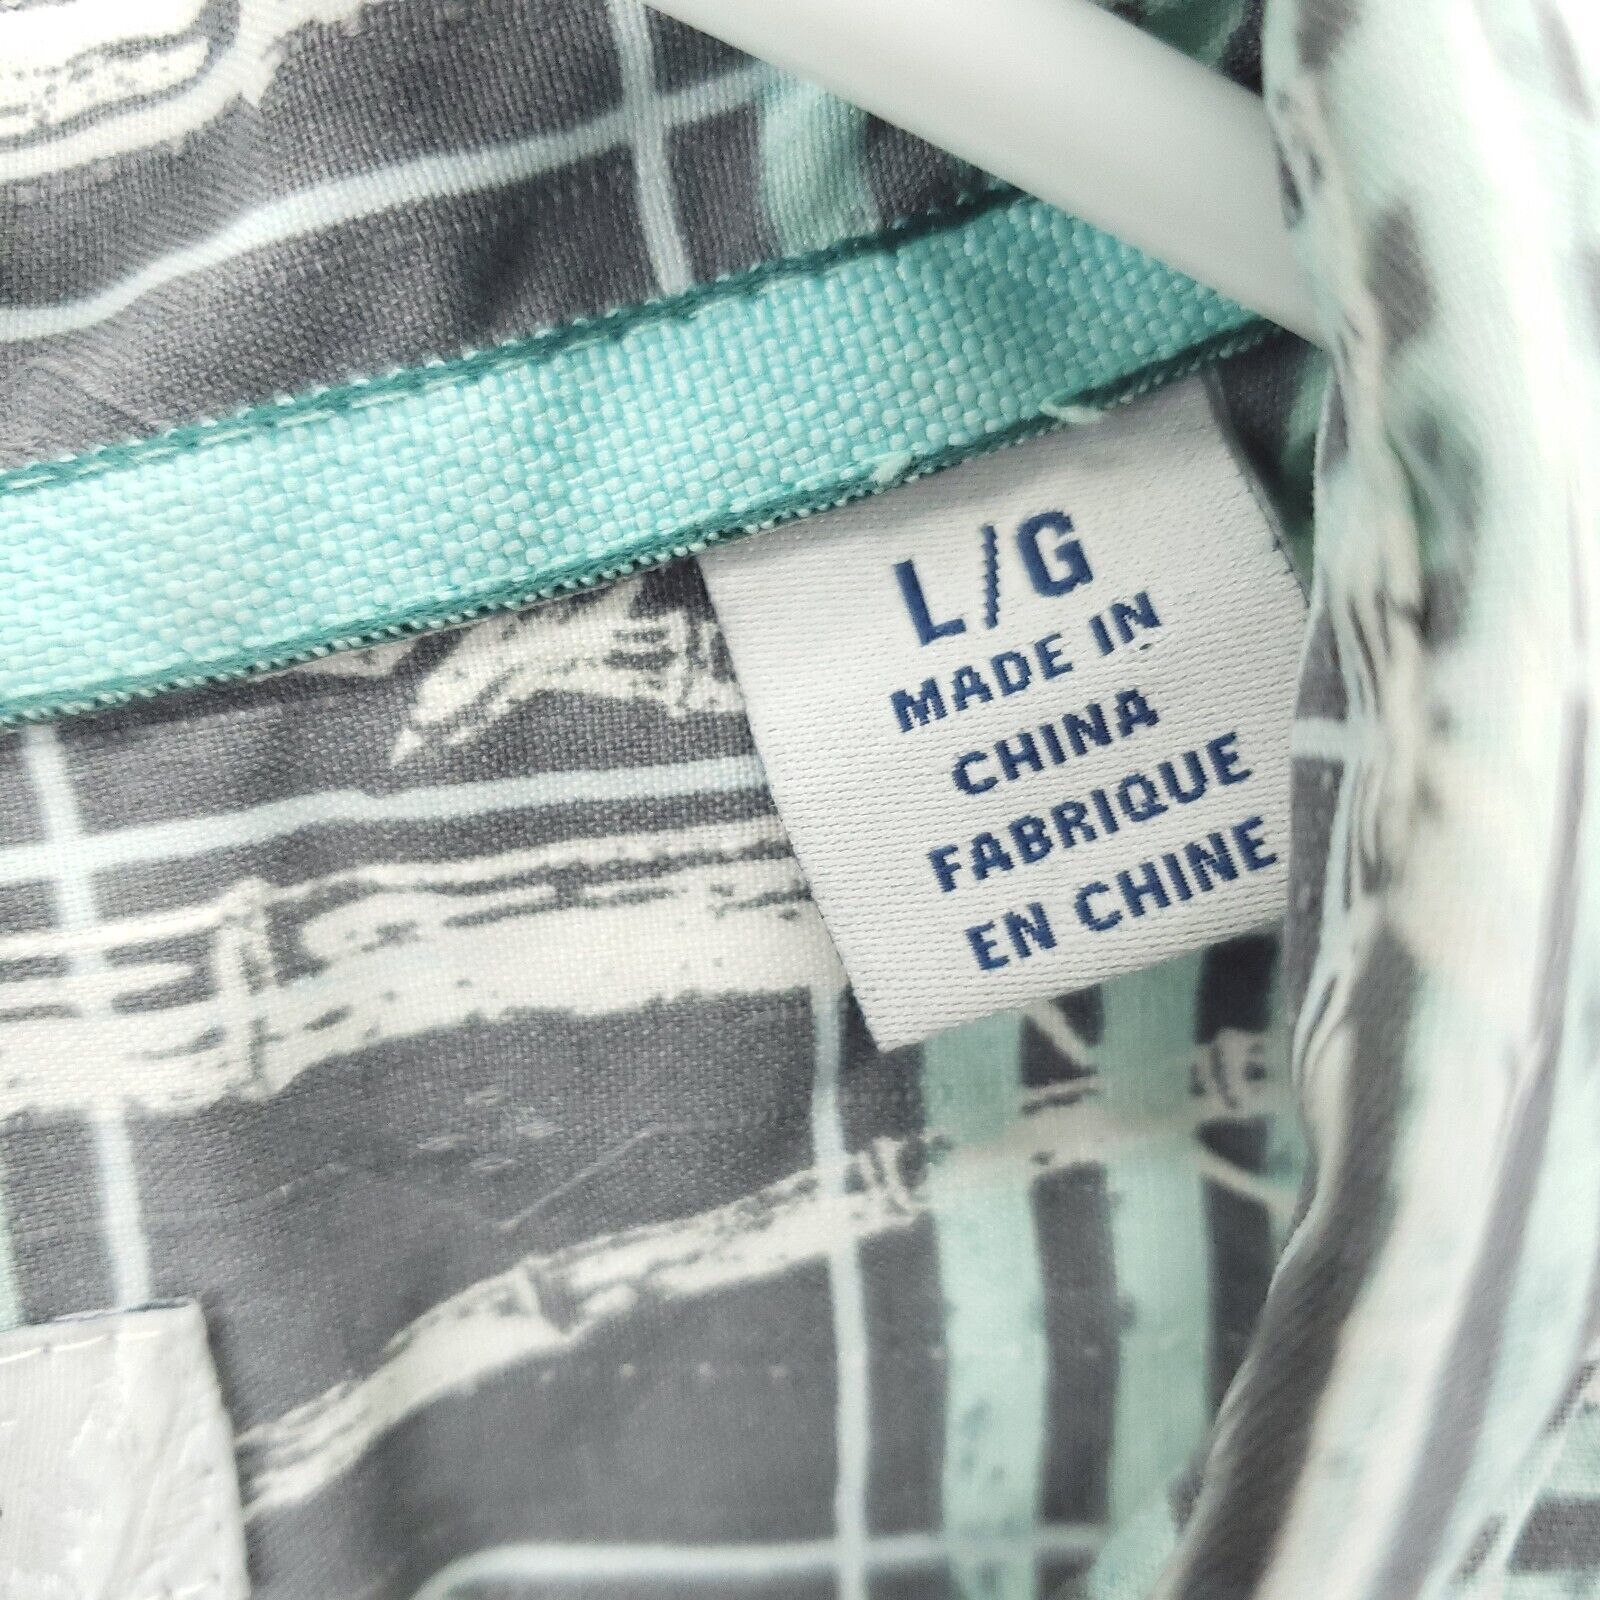 L/G
MADE IN
CHINA
FABRIQUE
EN CHINE